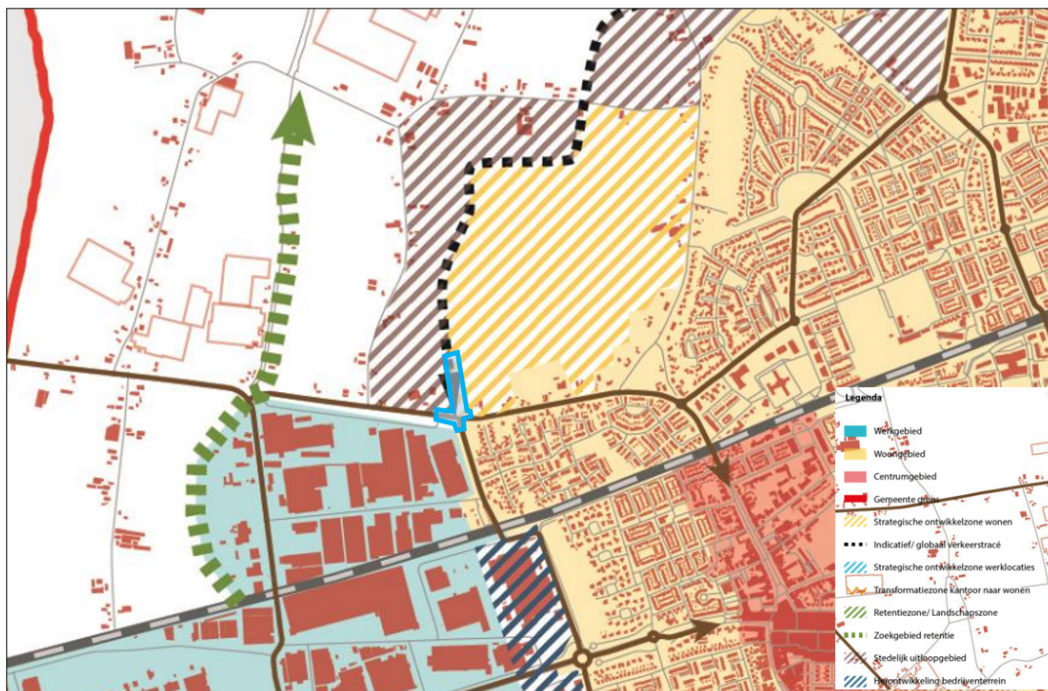 Legenda
Werkgebied
Woongebied
Centrumgebied
Gemeente grens
Strategische ontwikkelzone wonen
Indicatief/ globaal verkeerstracé
Strategische ontwikkelzone werklocaties
Transformatiezone kantoor naar wonen
Retentiezone/ Landschapszone
Zoekgebied retentie
Stedelijk uitloopgebied
Herontwikkeling bedrijventerrein